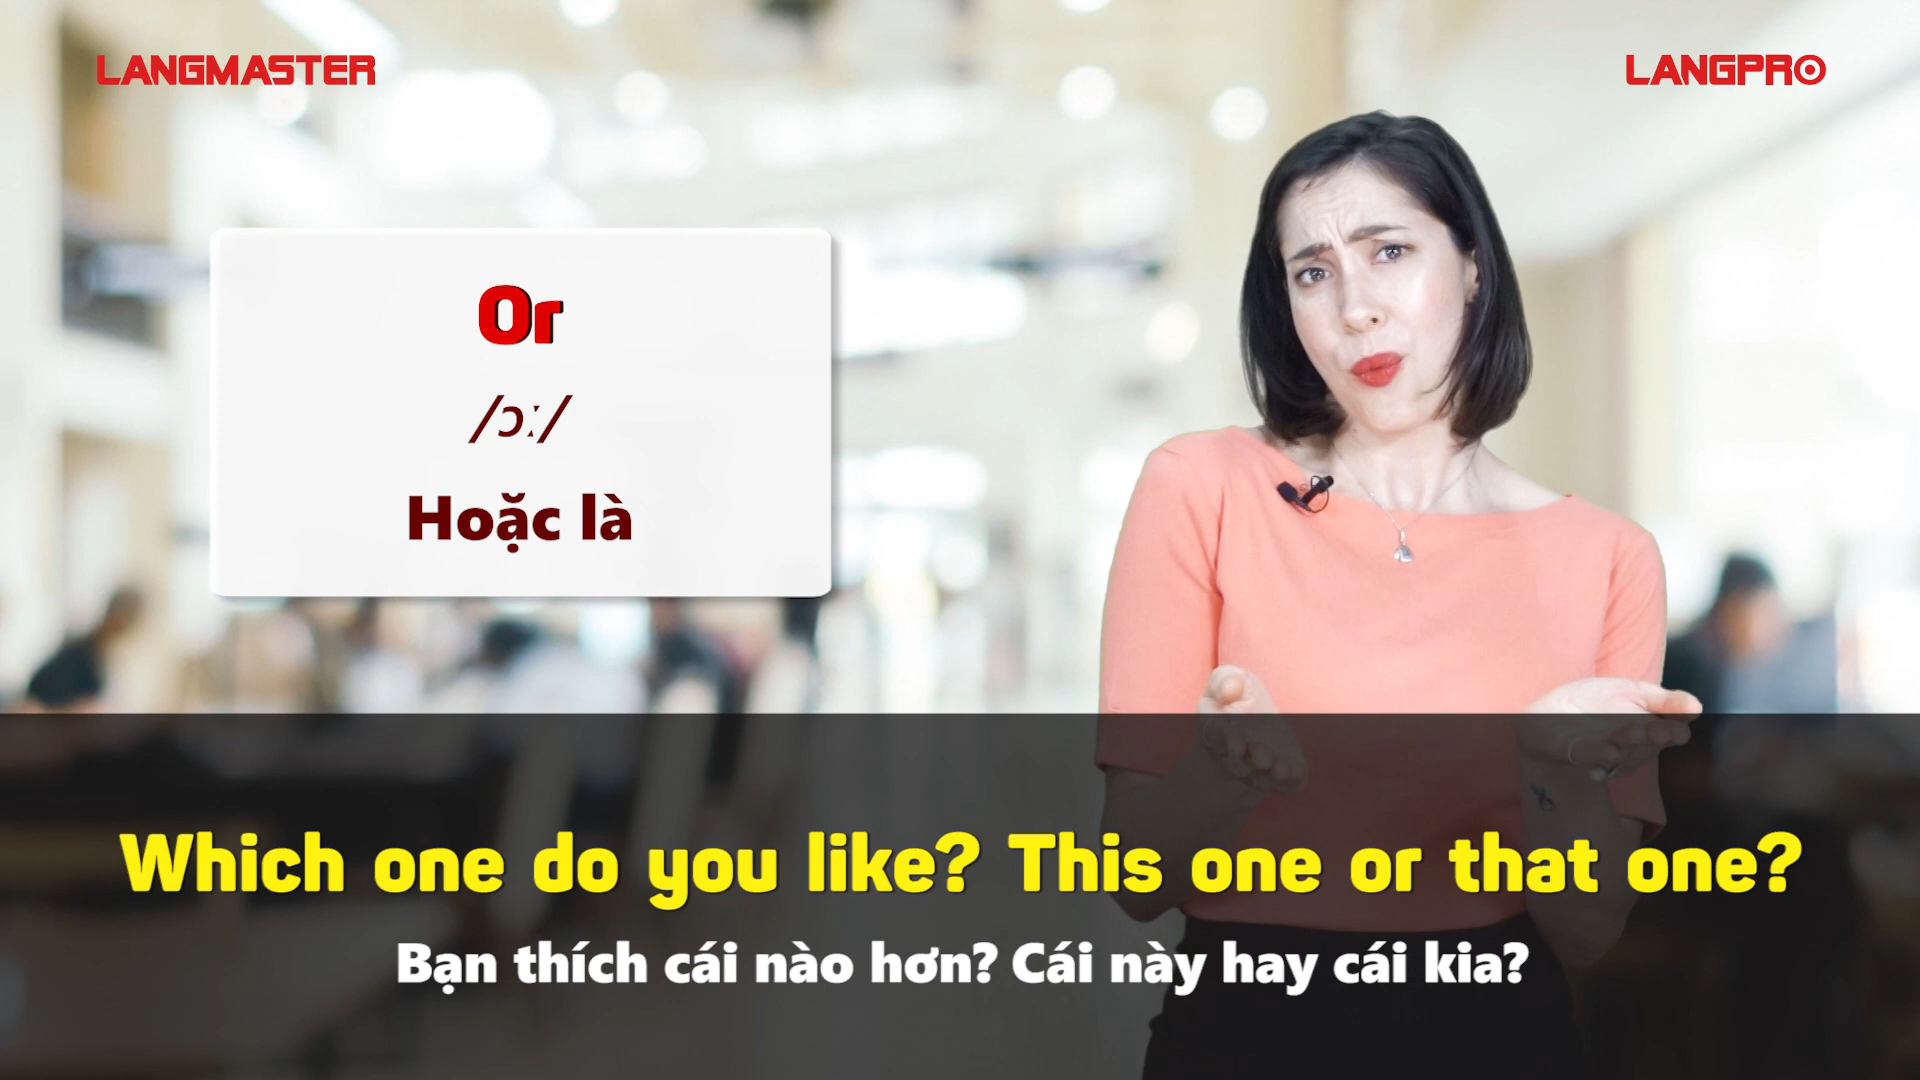 LANGMASTER
LANGPRO
Or
/ɔː/
Hoặc là
Which one do you like? This one or that one?
Bạn thích cái nào hơn? Cái này hay cái kia?